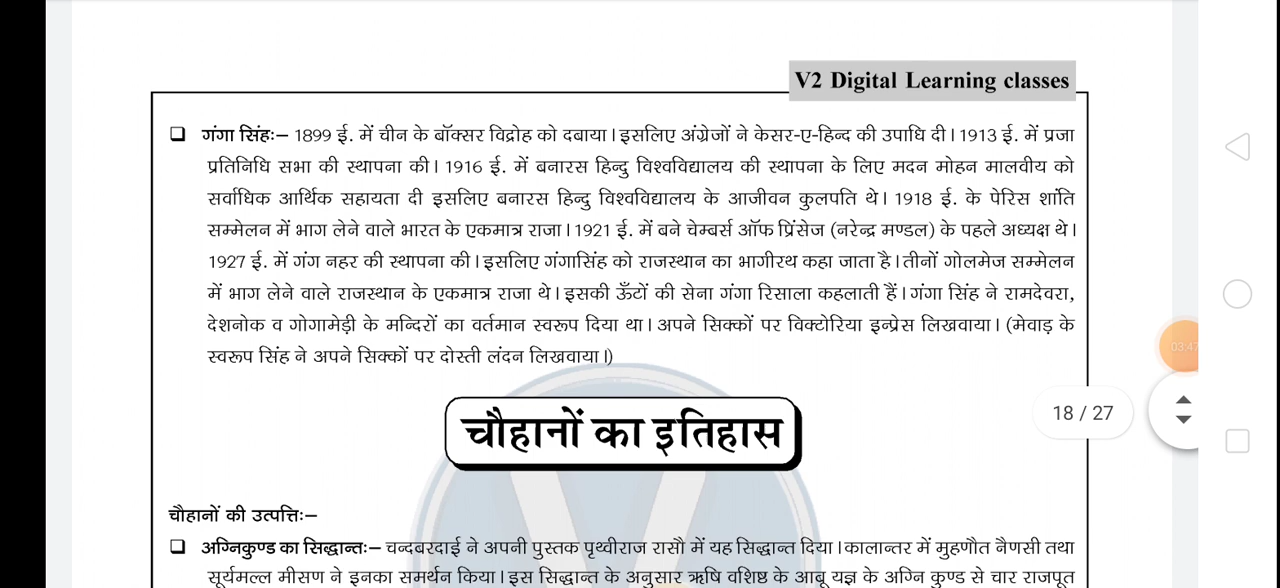 V2 Digital Learning classes
❑ गंगा सिंहः– 1899 ई. में चीन के बॉक्सर विद्रोह को दबाया। इसलिए अंग्रेजों ने केसर-ए-हिन्द की उपाधि दी। 1913 ई. में प्रजा
प्रतिनिधि सभा की स्थापना की। 1916 ई. में बनारस हिन्दु विश्वविद्यालय की स्थापना के लिए मदन मोहन मालवीय को
सर्वाधिक आर्थिक सहायता दी इसलिए बनारस हिन्दु विश्वविद्यालय के आजीवन कुलपति थे। 1918 ई. के पेरिस शांति
सम्मेलन में भाग लेने वाले भारत के एकमात्र राजा। 1921 ई. में बने चेम्बर्स ऑफ प्रिंसेज (नरेन्द्र मण्डल) के पहले अध्यक्ष थे।
1927 ई. में गंग नहर की स्थापना की। इसलिए गंगासिंह को राजस्थान का भागीरथ कहा जाता है। तीनों गोलमेज सम्मेलन
में भाग लेने वाले राजस्थान के एकमात्र राजा थे। इसकी ऊँटों की सेना गंगा रिसाला कहलाती हैं। गंगा सिंह ने रामदेवरा,
देशनोक व गोगामेड़ी के मन्दिरों का वर्तमान स्वरूप दिया था। अपने सिक्कों पर विक्टोरिया इन्प्रेस लिखवाया। (मेवाड़ के
स्वरूप सिंह ने अपने सिक्कों पर दोस्ती लंदन लिखवाया।)
03:47
18 / 27
चौहानों का इतिहास
चौहानों की उत्पत्तिः–
❑ अग्निकुण्ड का सिद्धान्तः– चन्दबरदाई ने अपनी पुस्तक पृथ्वीराज रासौ में यह सिद्धान्त दिया। कालान्तर में मुहणौत नैणसी तथा
सूर्यमल्ल मीसण ने इनका समर्थन किया। इस सिद्धान्त के अनुसार ऋषि वशिष्ठ के आबू यज्ञ के अग्नि कुण्ड से चार राजपूत